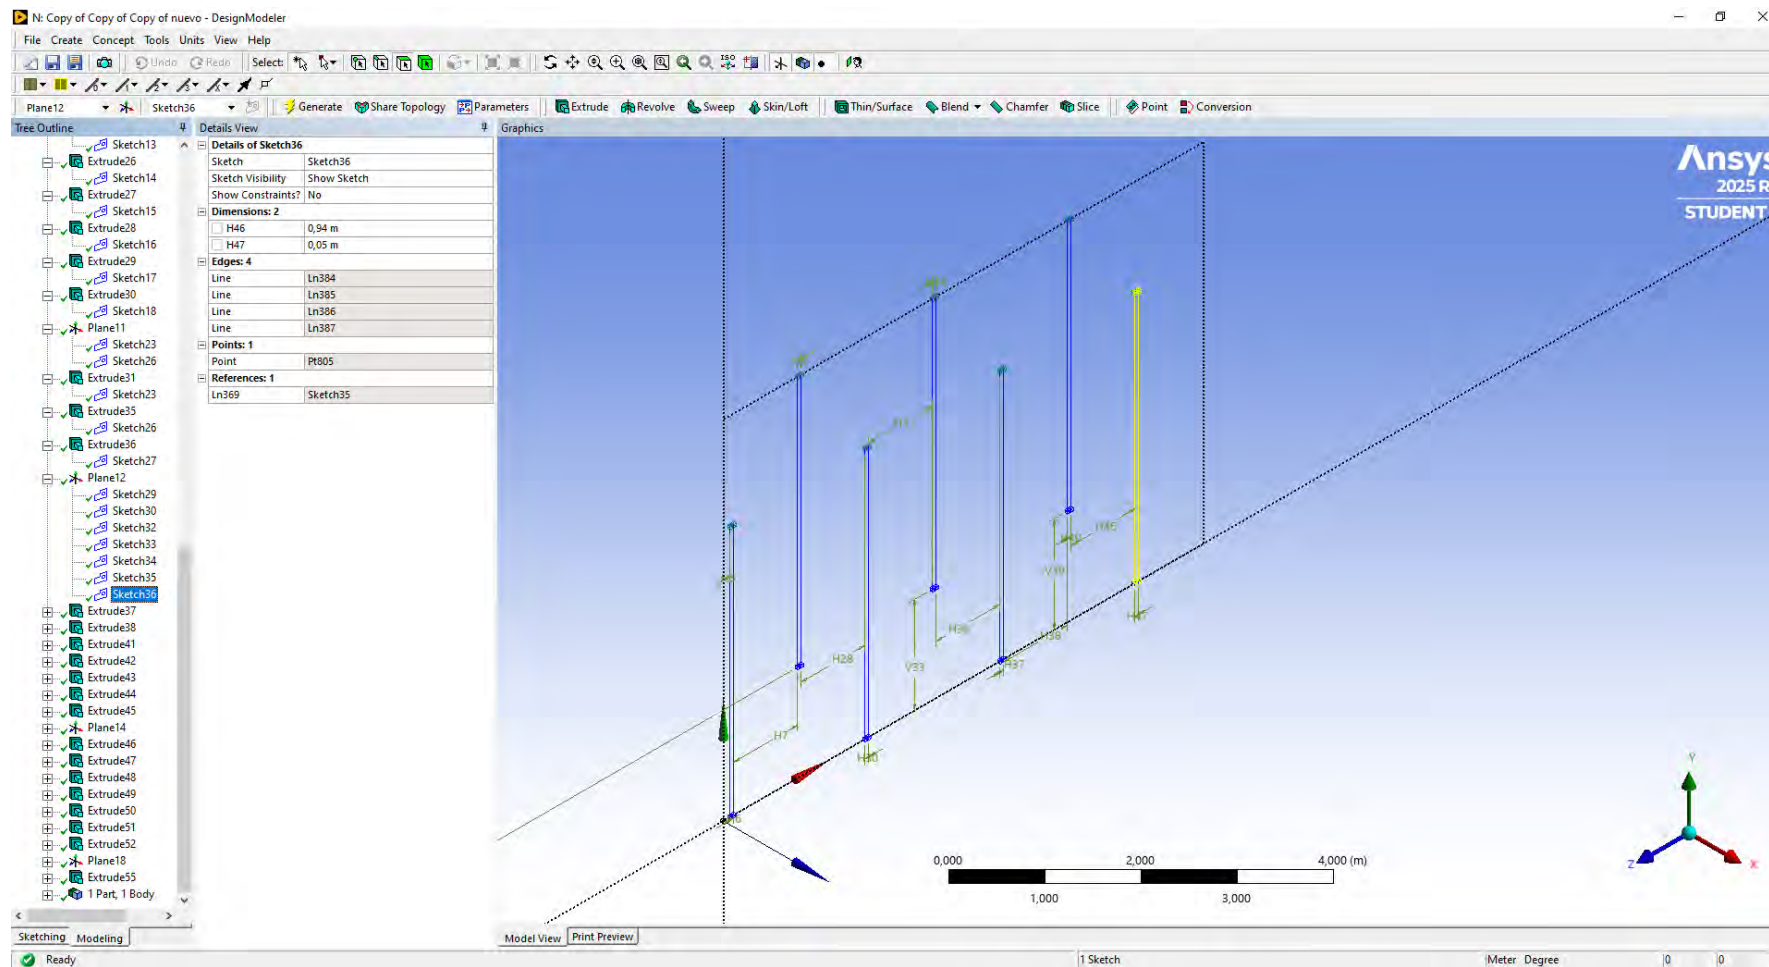 N: Copy of Copy of Copy of nuevo - DesignModeler
File Create Concept Tools Units View Help
Undo Redo Select:
Plane12 Sketch36 Generate Share Topology Parameters Extrude Revolve Sweep Skin/Loft Thin/Surface Blend Chamfer Slice Point Conversion
Tree Outline
Sketch13
Extrude26
Sketch14
Extrude27
Sketch15
Extrude28
Sketch16
Extrude29
Sketch17
Extrude30
Sketch18
Plane11
Sketch23
Sketch26
Extrude31
Sketch23
Extrude35
Sketch26
Extrude36
Sketch27
Plane12
Sketch29
Sketch30
Sketch32
Sketch33
Sketch34
Sketch35
Sketch36
Extrude37
Extrude38
Extrude41
Extrude42
Extrude43
Extrude44
Extrude45
Plane14
Extrude46
Extrude47
Extrude48
Extrude49
Extrude50
Extrude51
Extrude52
Plane18
Extrude55
1 Part, 1 Body
Sketching Modeling
Details View
Details of Sketch36
Sketch Sketch36
Sketch Visibility Show Sketch
Show Constraints? No
Dimensions: 2
H46 0,94 m
H47 0,05 m
Edges: 4
Line Ln384
Line Ln385
Line Ln386
Line Ln387
Points: 1
Point Pt805
References: 1
Ln369 Sketch35
Graphics
Ansys
2025 R
STUDENT
H46
V39
H36
H38
H28
V33
H37
H7
0,000 2,000 4,000 (m)
1,000 3,000
Y
Z X
Model View Print Preview
Ready 1 Sketch Meter Degree 0 0